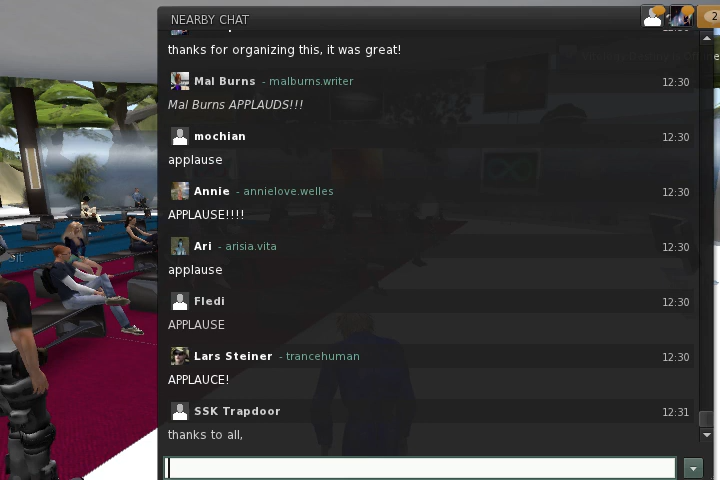 NEARBY CHAT
2
thanks for organizing this, it was great!
Mal Burns - malburns.writer 12:30
Mal Burns APPLAUDS!!!
mochian 12:30
applause
Annie - annielove.welles 12:30
APPLAUSE!!!!
Ari - arisia.vita 12:30
applause
Fledi 12:30
APPLAUSE
Lars Steiner - trancehuman 12:30
APPLAUCE!
SSK Trapdoor 12:31
thanks to all,
Sit